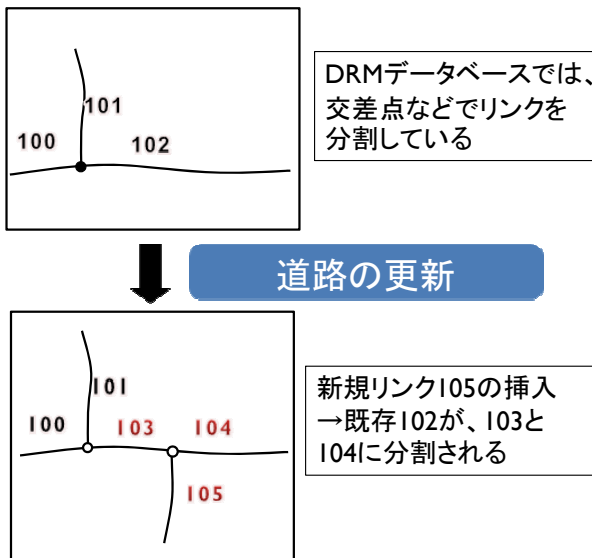 101
100
102
DRMデータベースでは、
交差点などでリンクを
分割している
道路の更新
101
100
103
104
105
新規リンク105の挿入
→既存102が、103と
104に分割される